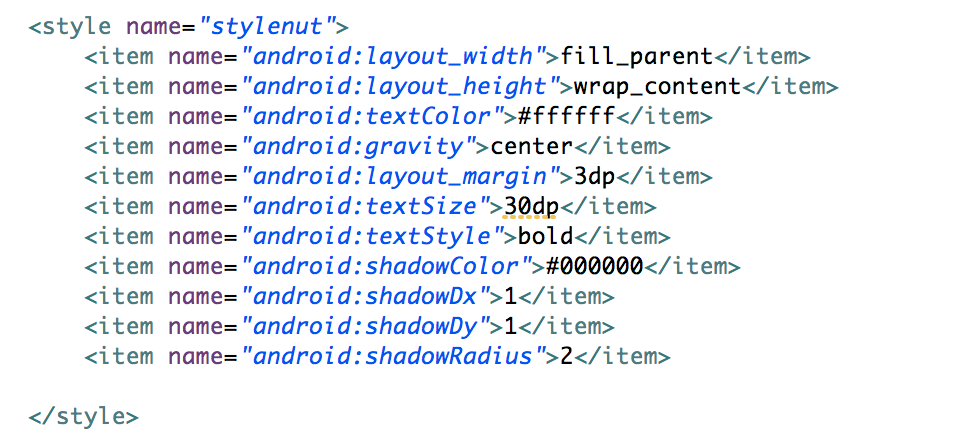 <style name="stylenut">
<item name="android:layout_width">fill_parent</item>
<item name="android:layout_height">wrap_content</item>
<item name="android:textColor">#ffffff</item>
<item name="android:gravity">center</item>
<item name="android:layout_margin">3dp</item>
<item name="android:textSize">30dp</item>
<item name="android:textStyle">bold</item>
<item name="android:shadowColor">#000000</item>
<item name="android:shadowDx">1</item>
<item name="android:shadowDy">1</item>
<item name="android:shadowRadius">2</item>
</style>